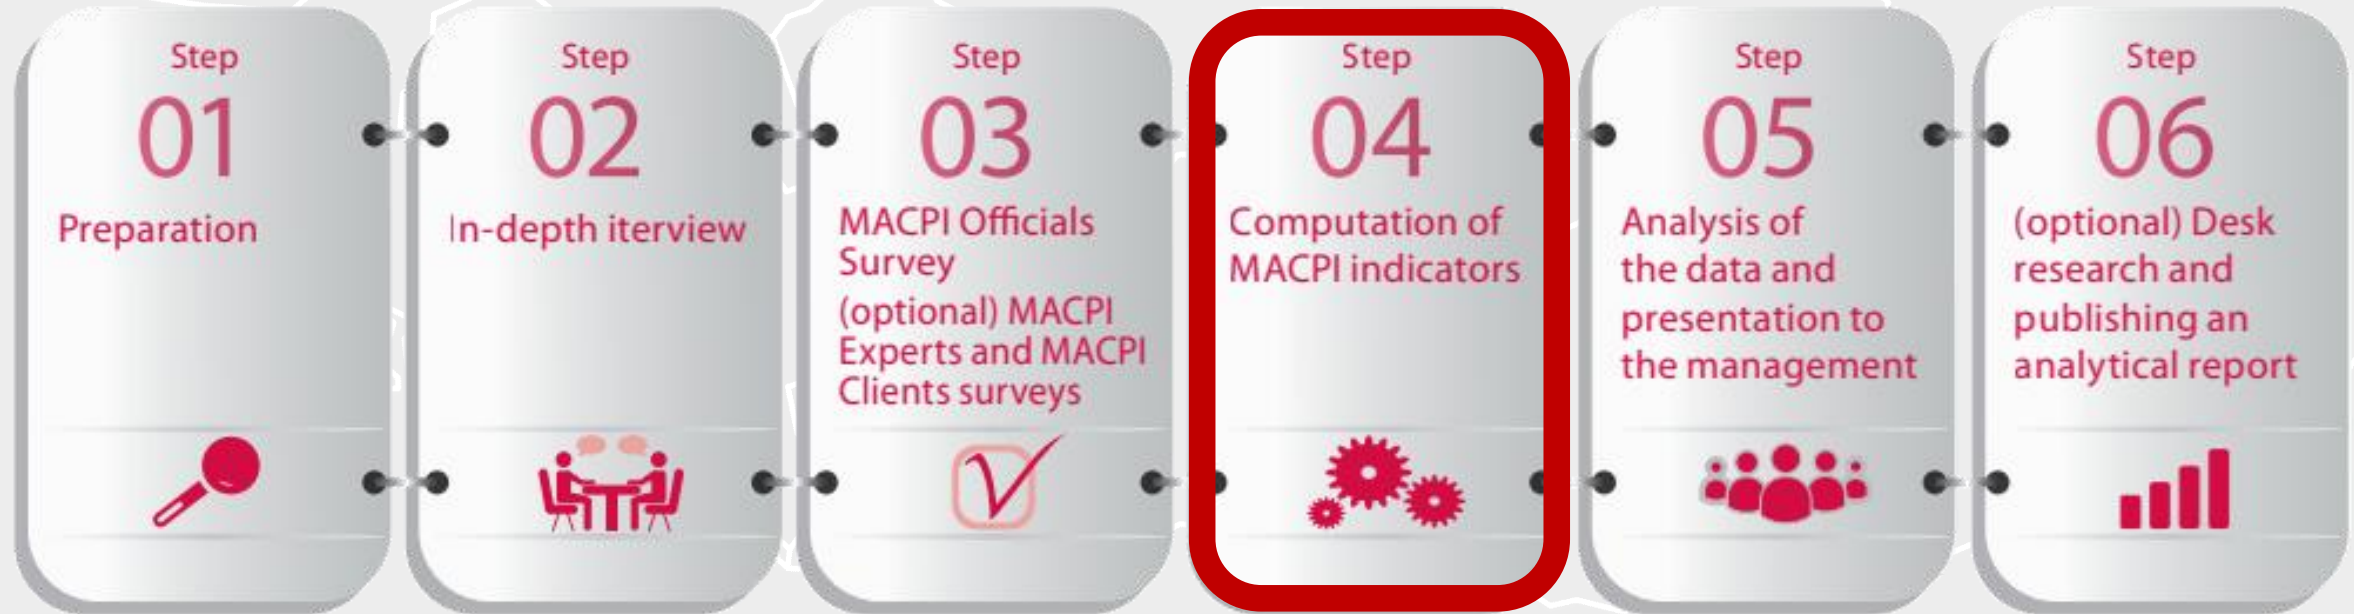 Step
01
Preparation
Step
02
In-depth iterview
Step
03
MACPI Officials
Survey
(optional) MACPI
Experts and MACPI
Clients surveys
Step
04
Computation of
MACPI indicators
Step
05
Analysis of
the data and
presentation to
the management
Step
06
(optional) Desk
research and
publishing an
analytical report